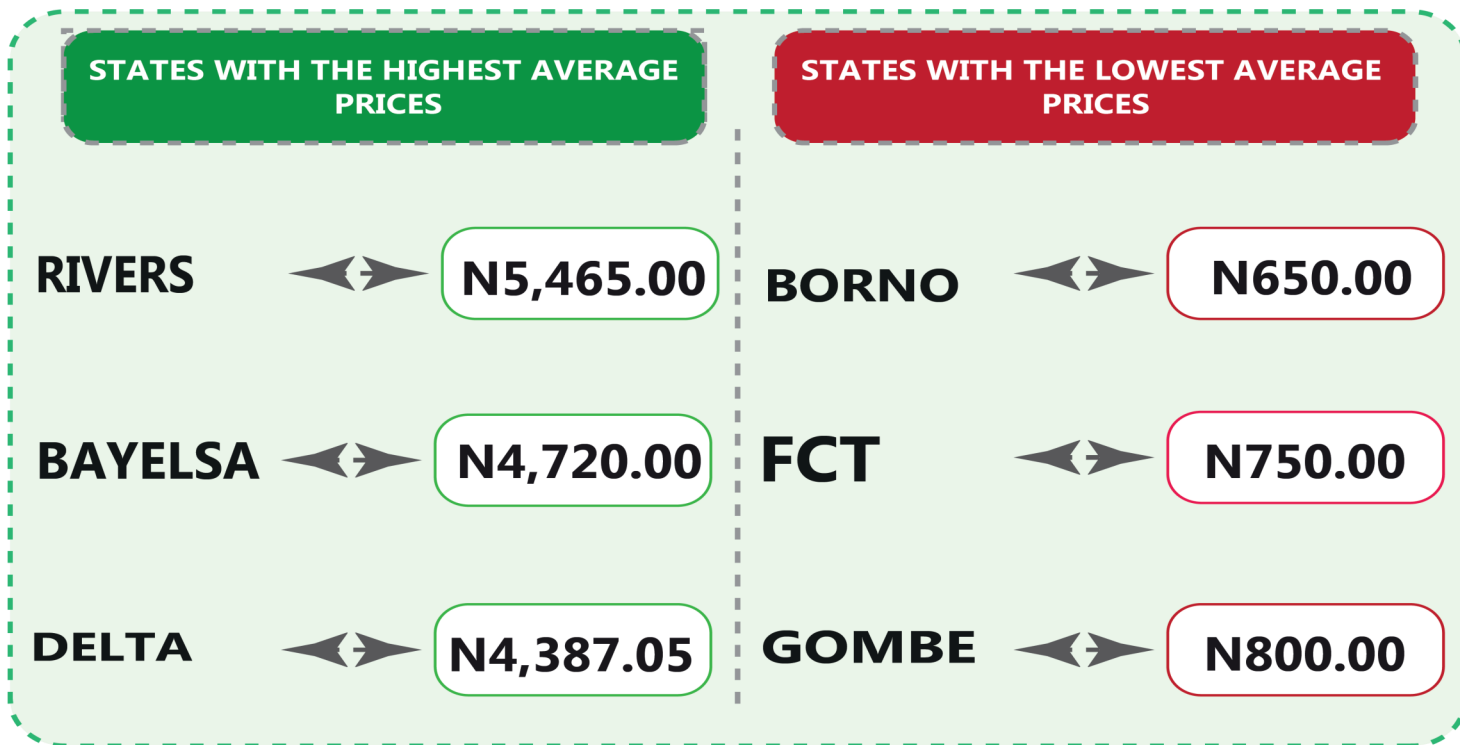 STATES WITH THE HIGHEST AVERAGE
PRICES
RIVERS N5,465.00
BAYELSA N4,720.00
DELTA N4,387.05
STATES WITH THE LOWEST AVERAGE
PRICES
BORNO N650.00
FCT N750.00
GOMBE N800.00